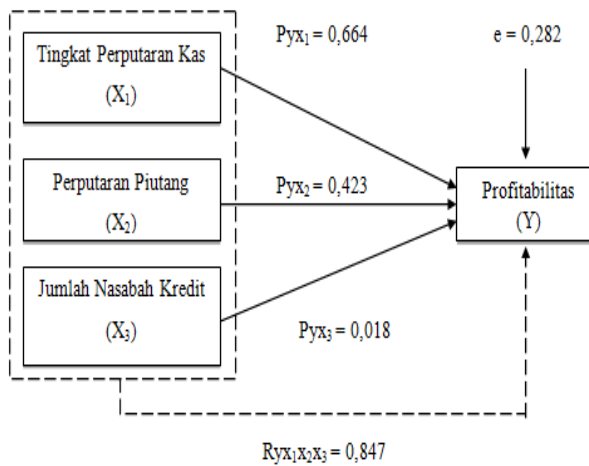 Pyx₁ = 0,664
e = 0,282
Tingkat Perputaran Kas
(X₁)
Perputaran Piutang
(X₂)
Pyx₂ = 0,423
Profitabilitas
(Y)
Jumlah Nasabah Kredit
(X₃)
Pyx₃ = 0,018
Ryx₁x₂x₃ = 0,847